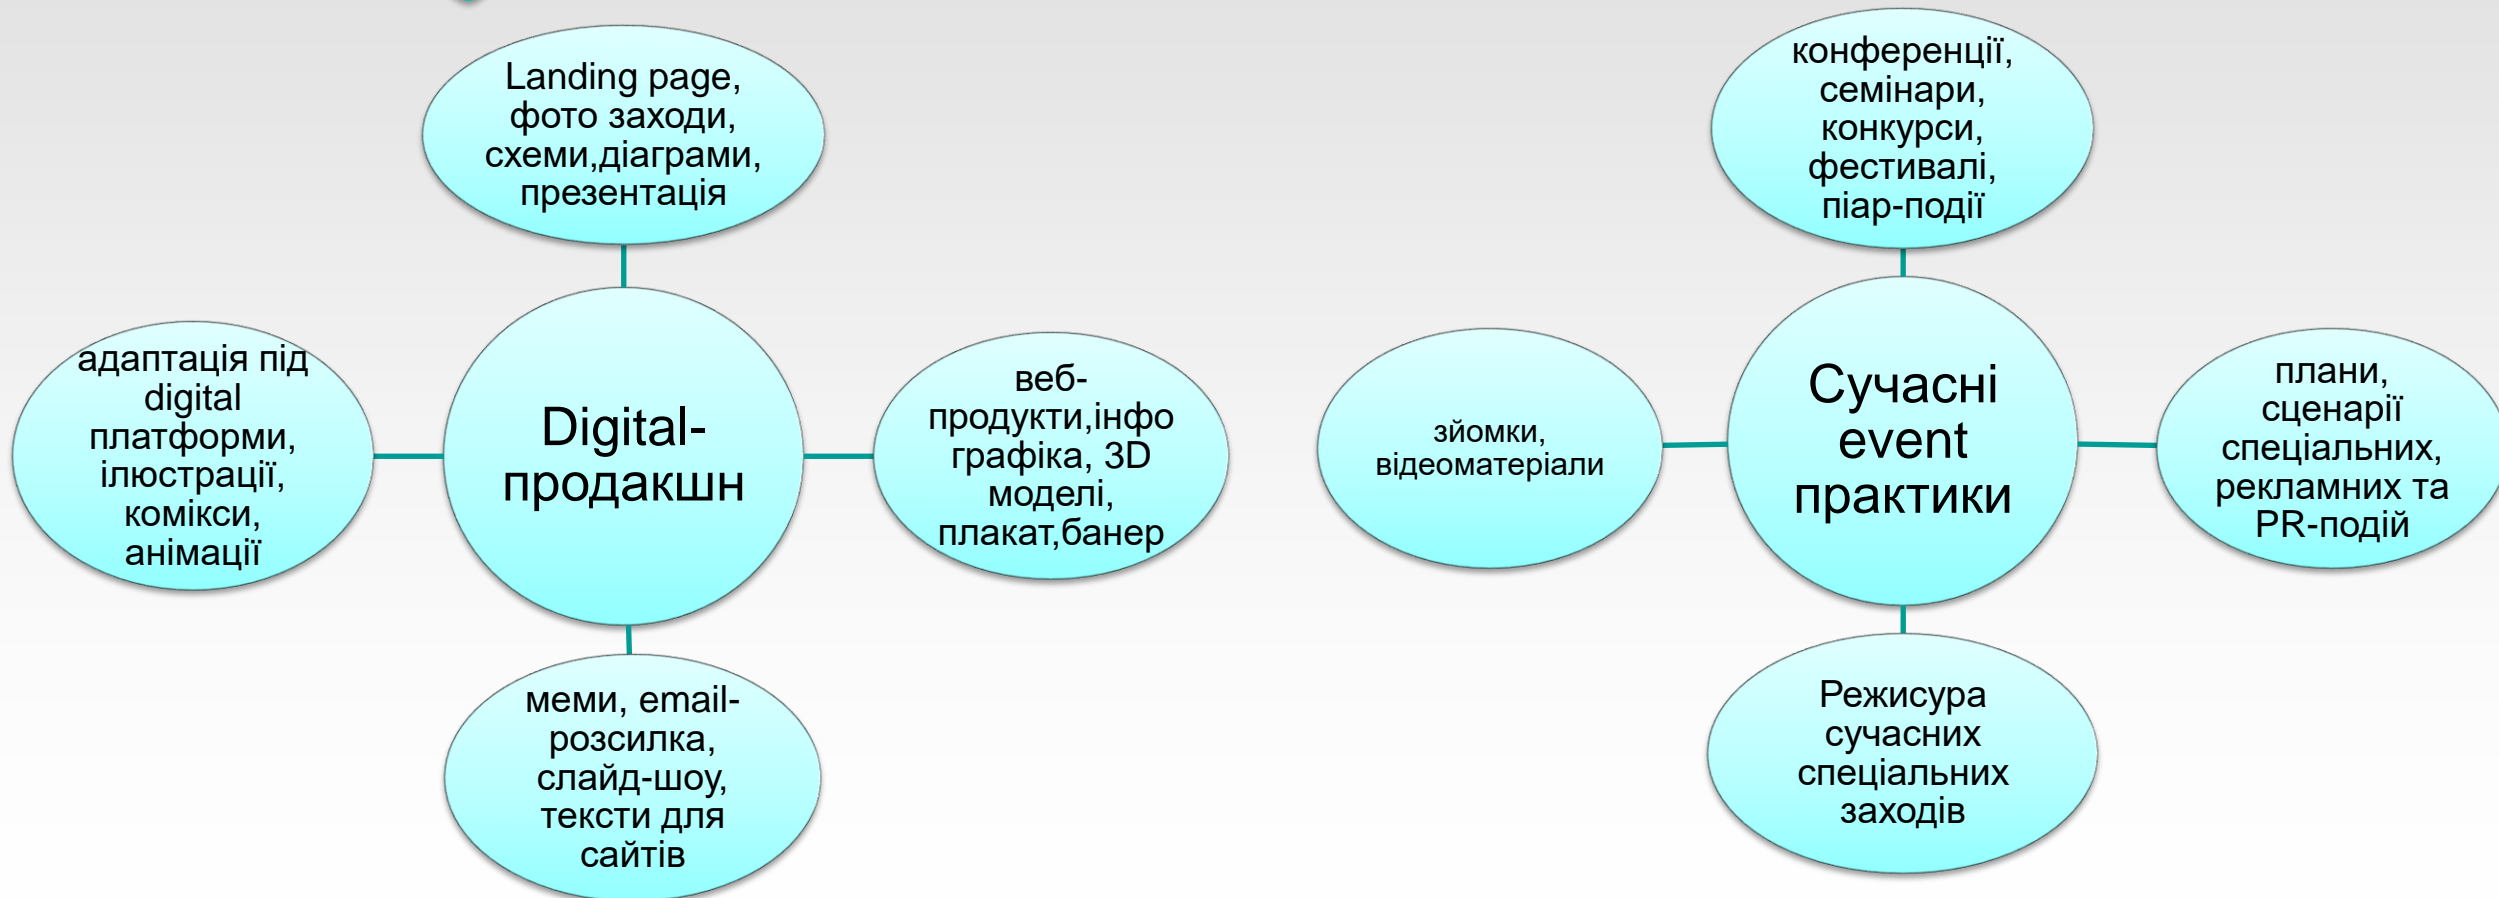 Landing page,
фото заходи,
схеми,діаграми,
презентація
адаптація під
digital
платформи,
ілюстрації,
комікси,
анімації
Digital-
продакшн
веб-
продукти,інфо
графіка, 3D
моделі,
плакат,банер
меми, email-
розсилка,
слайд-шоу,
тексти для
сайтів
конференції,
семінари,
конкурси,
фестивалі,
піар-події
зйомки,
відеоматеріали
Сучасні
event
практики
плани,
сценарії
спеціальних,
рекламних та
PR-подій
Режисура
сучасних
спеціальних
заходів